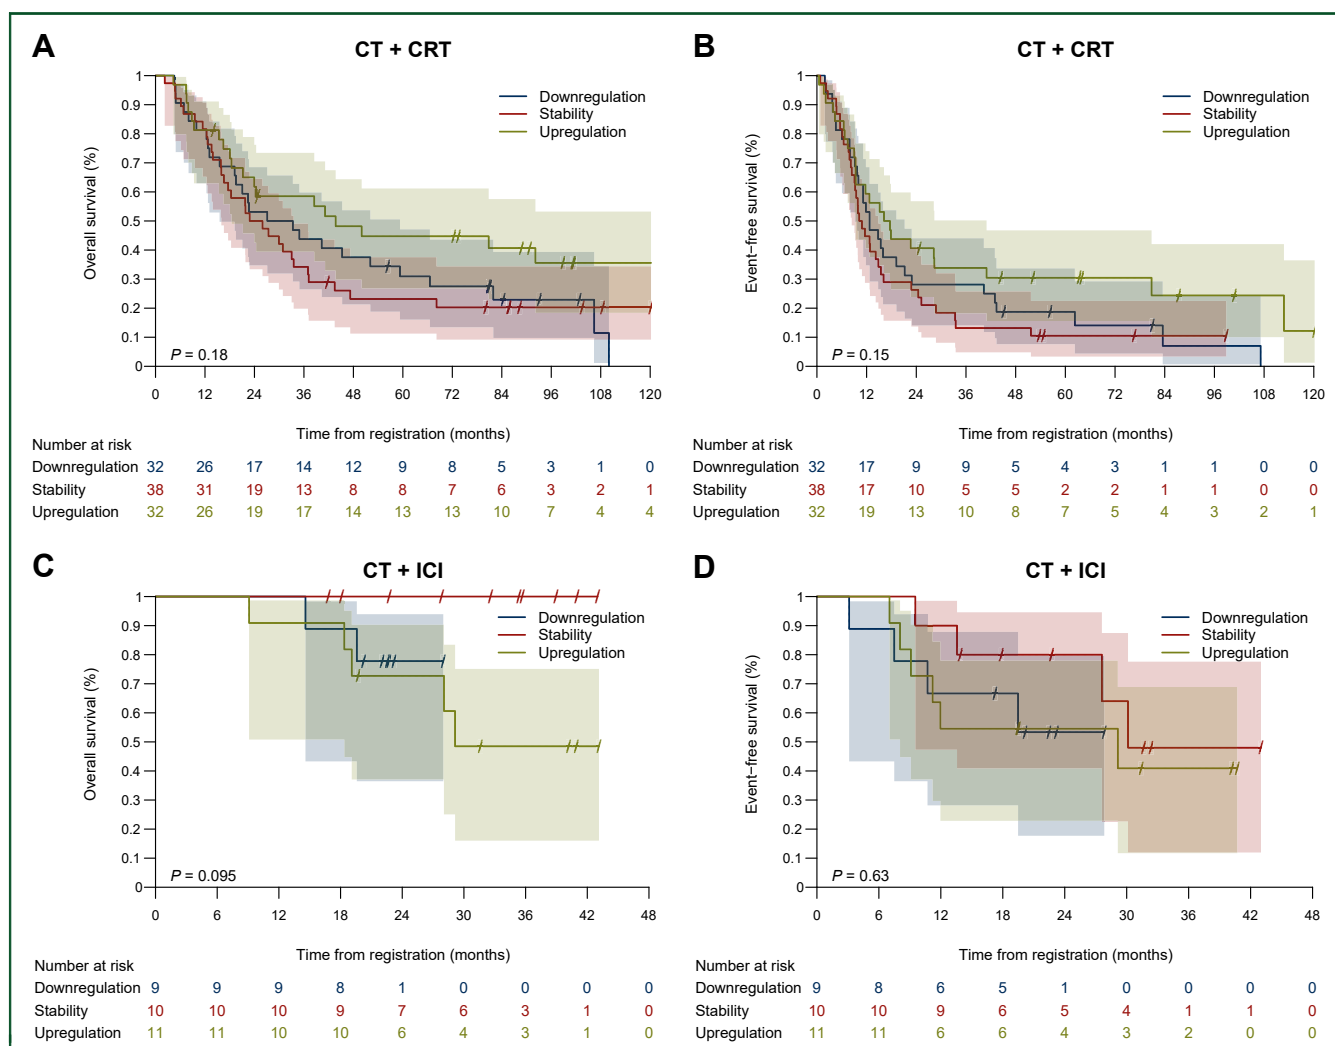 A
CT + CRT
Overall survival (%)
1
0.9
0.8
0.7
0.6
0.5
0.4
0.3
0.2
0.1
0
Downregulation
Stability
Upregulation
P = 0.18
0 12 24 36 48 60 72 84 96 108 120
Time from registration (months)
Number at risk
Downregulation 32 26 17 14 12 9 8 5 3 1 0
Stability 38 31 19 13 8 8 7 6 3 2 1
Upregulation 32 26 19 17 14 13 13 10 7 4 4
B
CT + CRT
Event-free survival (%)
1
0.9
0.8
0.7
0.6
0.5
0.4
0.3
0.2
0.1
0
Downregulation
Stability
Upregulation
P = 0.15
0 12 24 36 48 60 72 84 96 108 120
Time from registration (months)
Number at risk
Downregulation 32 17 9 9 5 4 3 1 1 0 0
Stability 38 17 10 5 5 2 2 1 1 0 0
Upregulation 32 19 13 10 8 7 5 4 3 2 1
C
CT + ICI
Overall survival (%)
1
0.9
0.8
0.7
0.6
0.5
0.4
0.3
0.2
0.1
0
Downregulation
Stability
Upregulation
P = 0.095
0 6 12 18 24 30 36 42 48
Time from registration (months)
Number at risk
Downregulation 9 9 9 8 1 0 0 0 0
Stability 10 10 10 9 7 6 3 1 0
Upregulation 11 11 10 10 6 4 3 1 0
D
CT + ICI
Event-free survival (%)
1
0.9
0.8
0.7
0.6
0.5
0.4
0.3
0.2
0.1
0
Downregulation
Stability
Upregulation
P = 0.63
0 6 12 18 24 30 36 42 48
Time from registration (months)
Number at risk
Downregulation 9 8 6 5 1 0 0 0 0
Stability 10 10 9 6 5 4 1 1 0
Upregulation 11 11 6 6 4 3 2 0 0